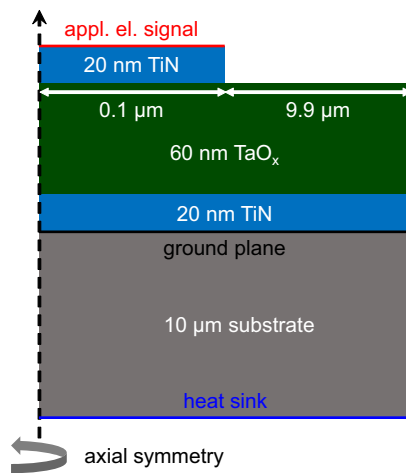 appl. el. signal
20 nm TiN
0.1 µm 9.9 µm
60 nm TaOₓ
20 nm TiN
ground plane
10 µm substrate
heat sink
axial symmetry